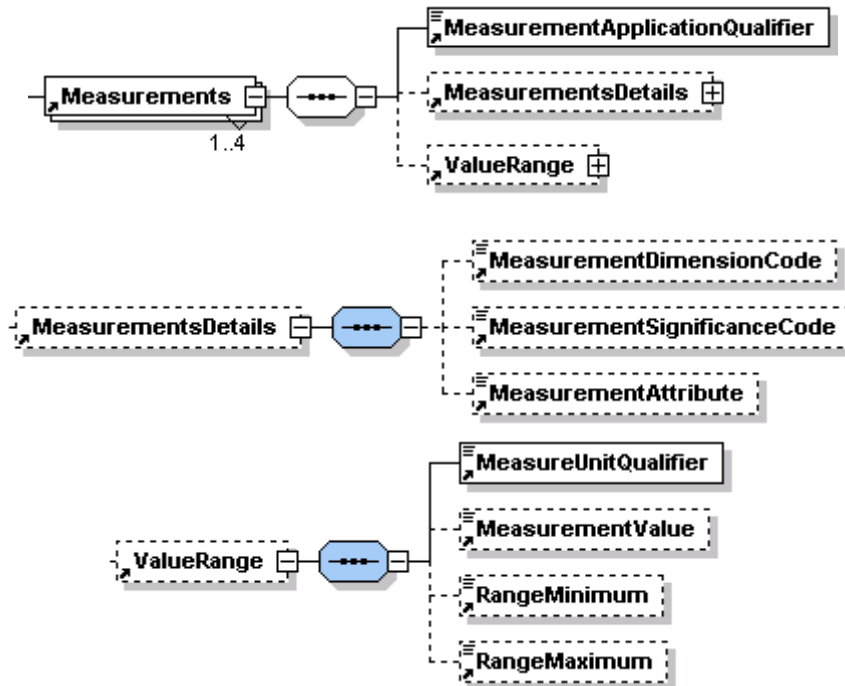 MeasurementApplicationQualifier
Measurements
MeasurementsDetails
1..4
ValueRange
MeasurementDimensionCode
MeasurementsDetails
MeasurementSignificanceCode
MeasurementAttribute
MeasureUnitQualifier
MeasurementValue
ValueRange
RangeMinimum
RangeMaximum